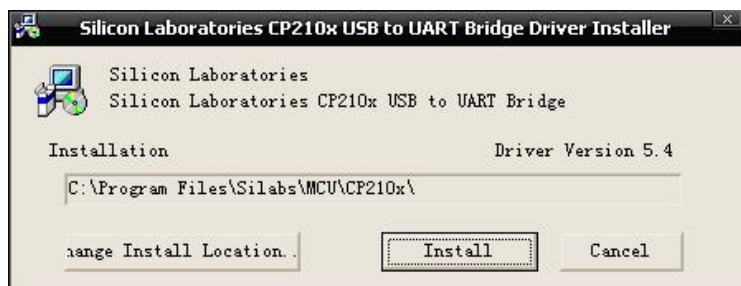 Silicon Laboratories CP210x USB to UART Bridge Driver Installer
Silicon Laboratories
Silicon Laboratories CP210x USB to UART Bridge
Installation Driver Version 5.4
C:\Program Files\Silabs\MCU\CP210x\
hange Install Location.. Install Cancel